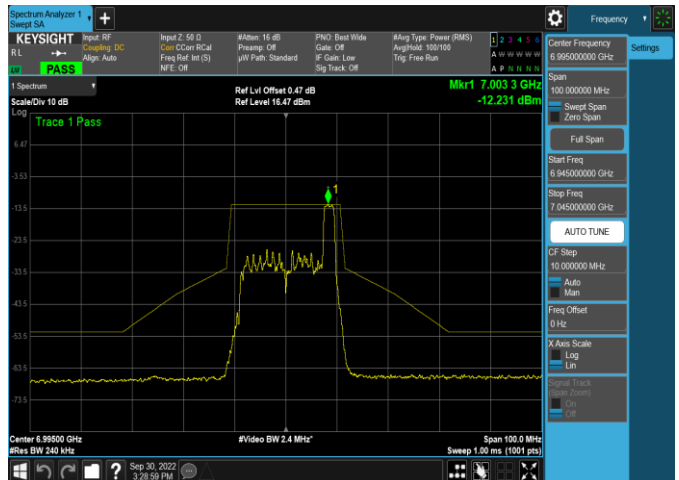 Spectrum Analyzer 1
Swept SA
+
Frequency
KEYSIGHT
RL
LW
PASS
Input: RF
Coupling: DC
Align: Auto
Input Z: 50 Ω
Corr CCorr RCal
Freq Ref: Int (S)
NFE: Off
#Atten: 16 dB
Preamp: Off
µW Path: Standard
PNO: Best Wide
Gate: Off
IF Gain: Low
Sig Track: Off
#Avg Type: Power (RMS)
Avg|Hold: 100/100
Trig: Free Run
1 2 3 4 5 6
A W W W W W
A P N N N N
1 Spectrum
Scale/Div 10 dB
Log
Ref Lvl Offset 0.47 dB
Ref Level 16.47 dBm
Mkr1 7.003 3 GHz
-12.231 dBm
Trace 1 Pass
1
6.47
-3.53
-13.5
-23.5
-33.5
-43.5
-53.5
-63.5
-73.5
Center 6.99500 GHz
#Res BW 240 kHz
#Video BW 2.4 MHz*
Span 100.0 MHz
Sweep 1.00 ms (1001 pts)
Sep 30, 2022
3:28:59 PM
?
Settings
Center Frequency
6.995000000 GHz
Span
100.000000 MHz
Swept Span
Zero Span
Full Span
Start Freq
6.945000000 GHz
Stop Freq
7.045000000 GHz
AUTO TUNE
CF Step
10.000000 MHz
Auto
Man
Freq Offset
0 Hz
X Axis Scale
Log
Lin
Signal Track
(Span Zoom)
On
Off